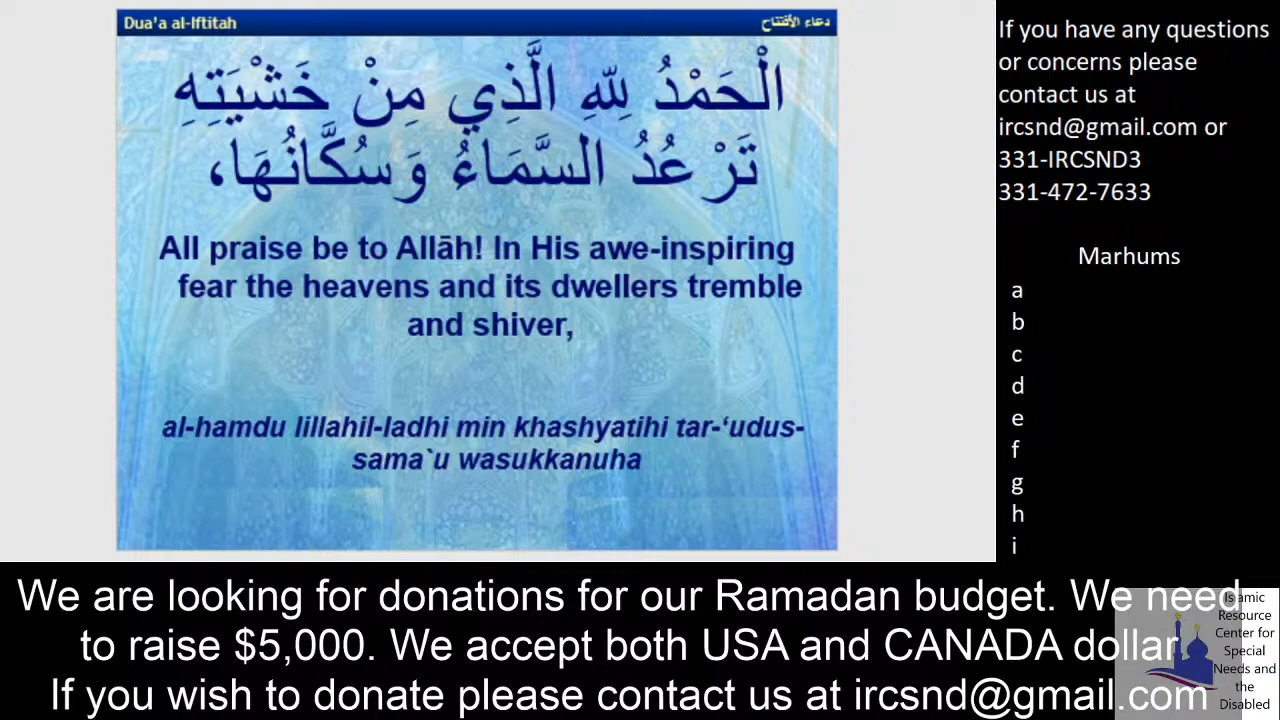 Dua'a al-Iftitah
دعاء الأفتتاح
الْحَمْدُ لِلّٰهِ الَّذِي مِنْ خَشْيَتِهِ
تَرْعُدُ السَّمَاءُ وَسُكَّانُهَا،
All praise be to Allāh! In His awe-inspiring
fear the heavens and its dwellers tremble
and shiver,
al-hamdu lillahil-ladhi min khashyatihi tar-‘udus-
sama`u wasukkanuha
If you have any questions
or concerns please
contact us at
ircsnd@gmail.com or
331-IRCSND3
331-472-7633
Marhums
a
b
c
d
e
f
g
h
i
We are looking for donations for our Ramadan budget. We need
to raise $5,000. We accept both USA and CANADA dollar
If you wish to donate please contact us at ircsnd@gmail.com
Islamic
Resource
Center for
Special
Needs and
the
Disabled